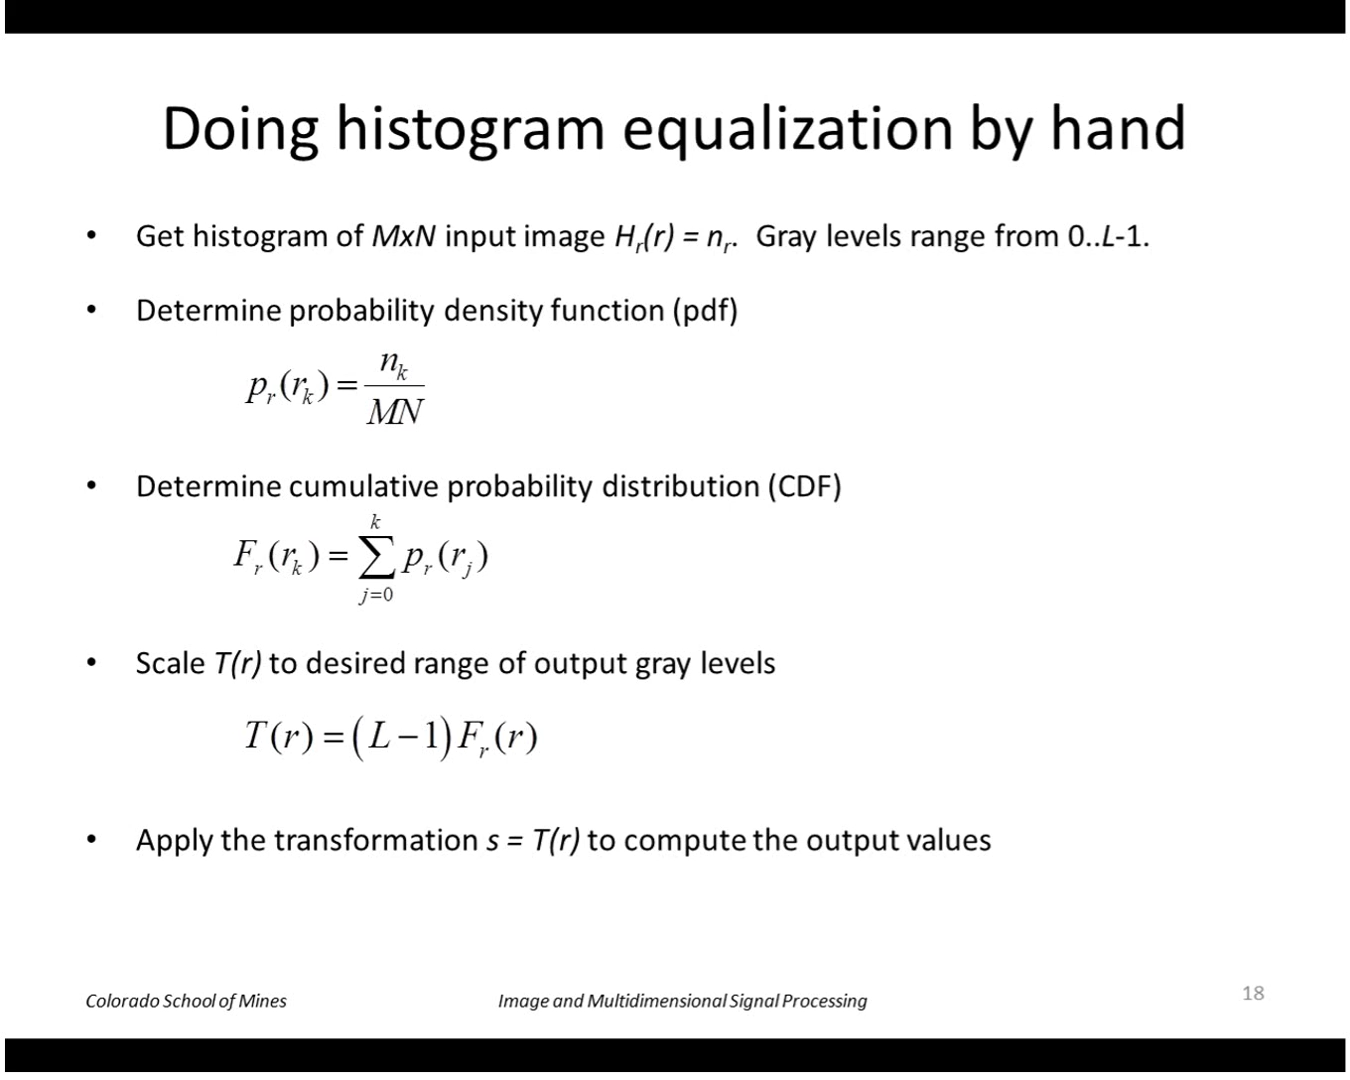 Doing histogram equalization by hand
• Get histogram of MxN input image Hr(r) = nr. Gray levels range from 0..L-1.
• Determine probability density function (pdf)
p_r(r_k) = n_k / MN
• Determine cumulative probability distribution (CDF)
F_r(r_k) = ∑_{j=0}^{k} p_r(r_j)
• Scale T(r) to desired range of output gray levels
T(r) = (L−1) F_r(r)
• Apply the transformation s = T(r) to compute the output values
Colorado School of Mines
Image and Multidimensional Signal Processing
18